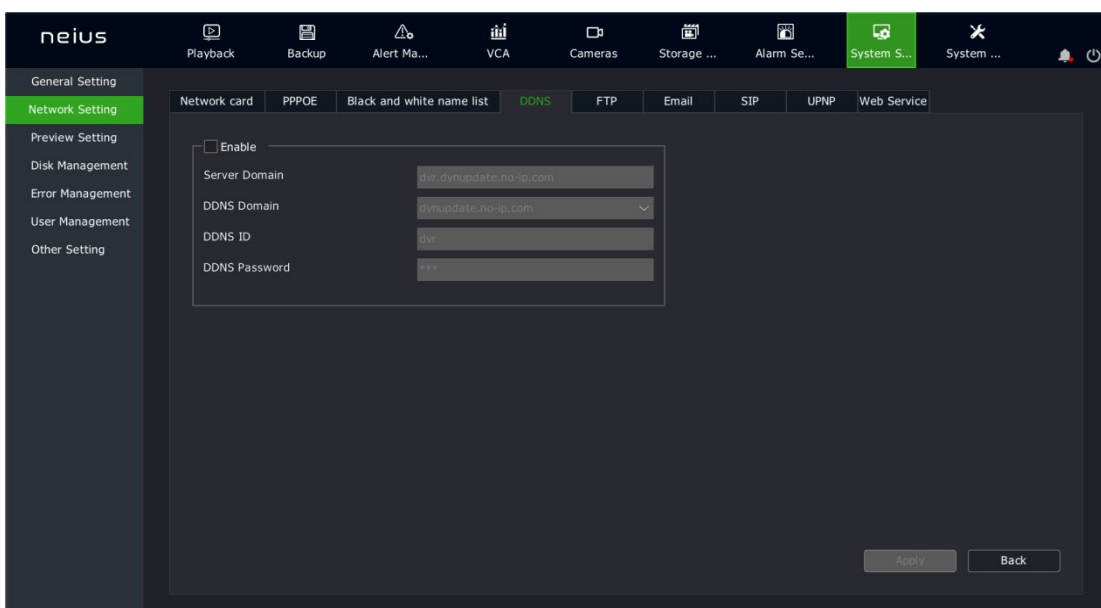 neius
Playback Backup Alert Ma... VCA Cameras Storage ... Alarm Se... System S... System ...
General Setting
Network Setting
Preview Setting
Disk Management
Error Management
User Management
Other Setting
Network card PPPOE Black and white name list DDNS FTP Email SIP UPNP Web Service
Enable
Server Domain dvr.dynupdate.no-ip.com
DDNS Domain dynupdate.no-ip.com
DDNS ID dvr
DDNS Password ***
Apply Back